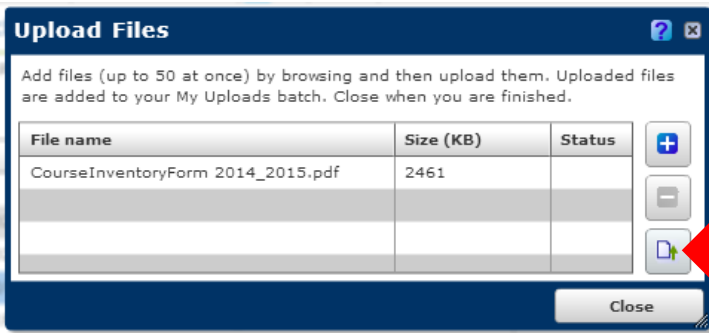 Upload Files
?
Add files (up to 50 at once) by browsing and then upload them. Uploaded files
are added to your My Uploads batch. Close when you are finished.
File name Size (KB) Status
CourseInventoryForm 2014_2015.pdf 2461
Close